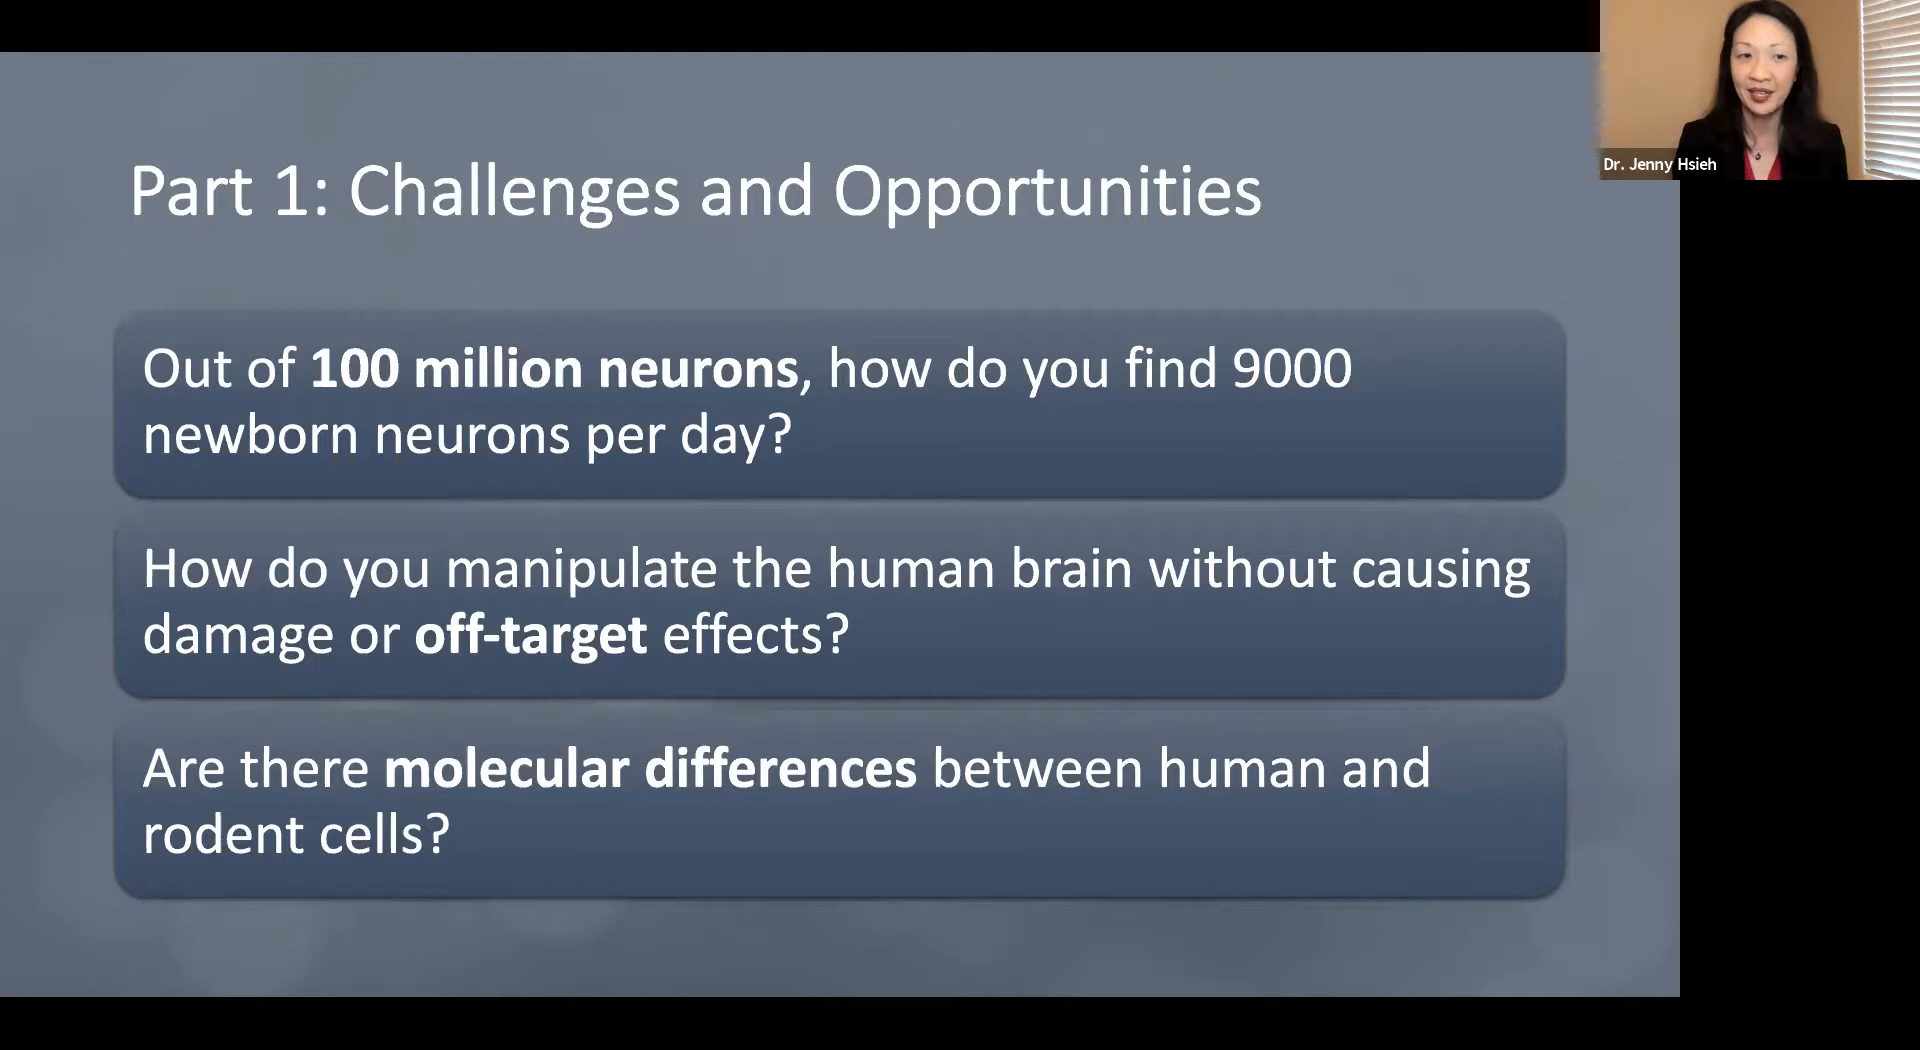 Dr. Jenny Hsieh
Part 1: Challenges and Opportunities
Out of 100 million neurons, how do you find 9000
newborn neurons per day?
How do you manipulate the human brain without causing
damage or off-target effects?
Are there molecular differences between human and
rodent cells?